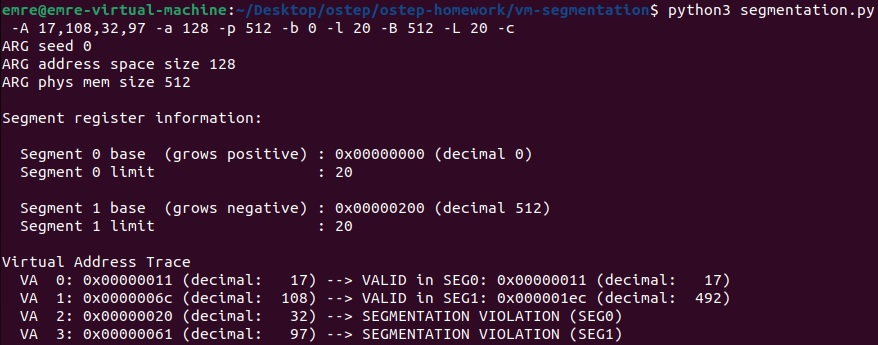 emre@emre-virtual-machine:~/Desktop/ostep/ostep-homework/vm-segmentation$ python3 segmentation.py
 -A 17,108,32,97 -a 128 -p 512 -b 0 -l 20 -B 512 -L 20 -c
ARG seed 0
ARG address space size 128
ARG phys mem size 512

Segment register information:

  Segment 0 base  (grows positive) : 0x00000000 (decimal 0)
  Segment 0 limit                  : 20

  Segment 1 base  (grows negative) : 0x00000200 (decimal 512)
  Segment 1 limit                  : 20

Virtual Address Trace
  VA  0: 0x00000011 (decimal:   17) --> VALID in SEG0: 0x00000011 (decimal:   17)
  VA  1: 0x0000006c (decimal:  108) --> VALID in SEG1: 0x000001ec (decimal:  492)
  VA  2: 0x00000020 (decimal:   32) --> SEGMENTATION VIOLATION (SEG0)
  VA  3: 0x00000061 (decimal:   97) --> SEGMENTATION VIOLATION (SEG1)